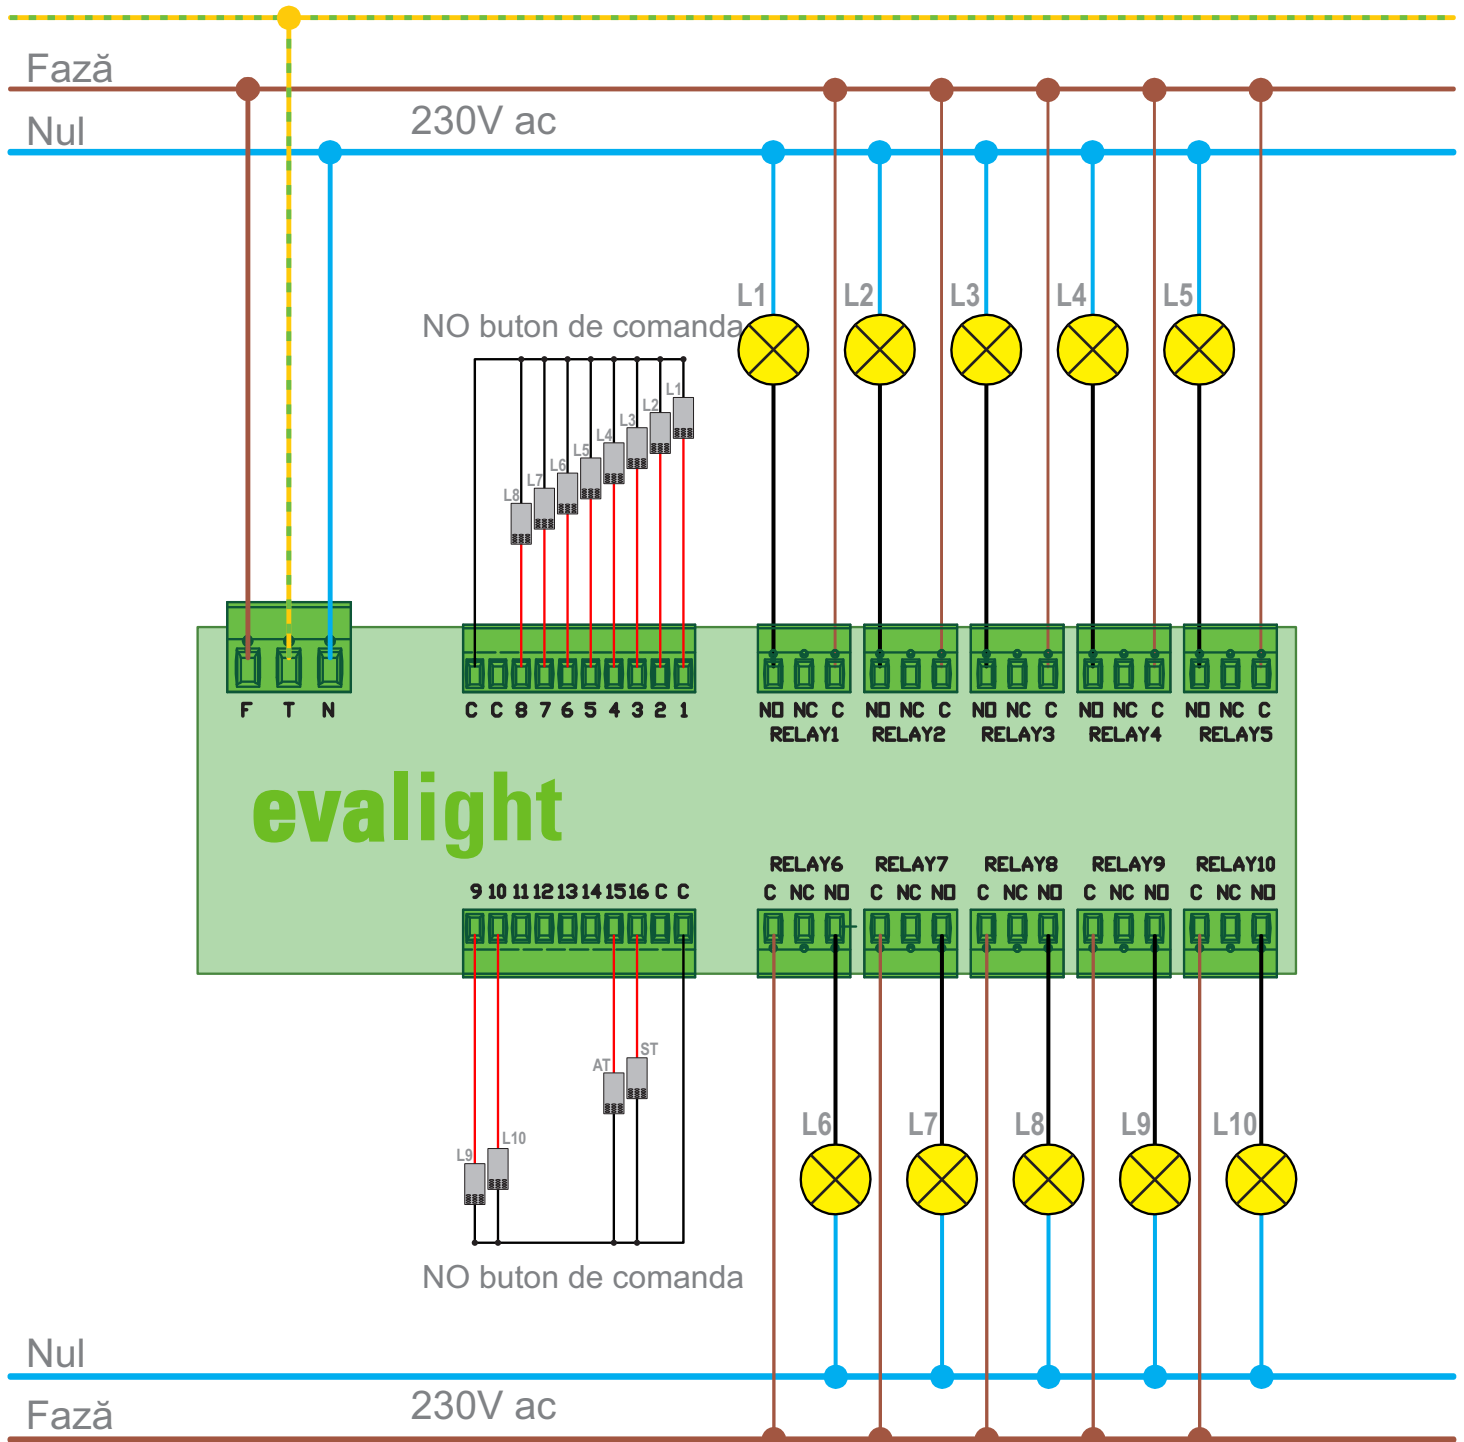 Fază
230V ac
Nul
L1 L2 L3 L4 L5
NO buton de comanda
L1
L2
L3
L4
L5
L6
L7
L8
F T N
C C 8 7 6 5 4 3 2 1
NO NC C NO NC C NO NC C NO NC C NO NC C
RELAY1 RELAY2 RELAY3 RELAY4 RELAY5
evalight
RELAY6 RELAY7 RELAY8 RELAY9 RELAY10
9 10 11 12 13 14 15 16 C C
C NC NO C NC NO C NC NO C NC NO C NC NO
ST
AT
L6 L7 L8 L9 L10
L10
L9
NO buton de comanda
Nul
230V ac
Fază